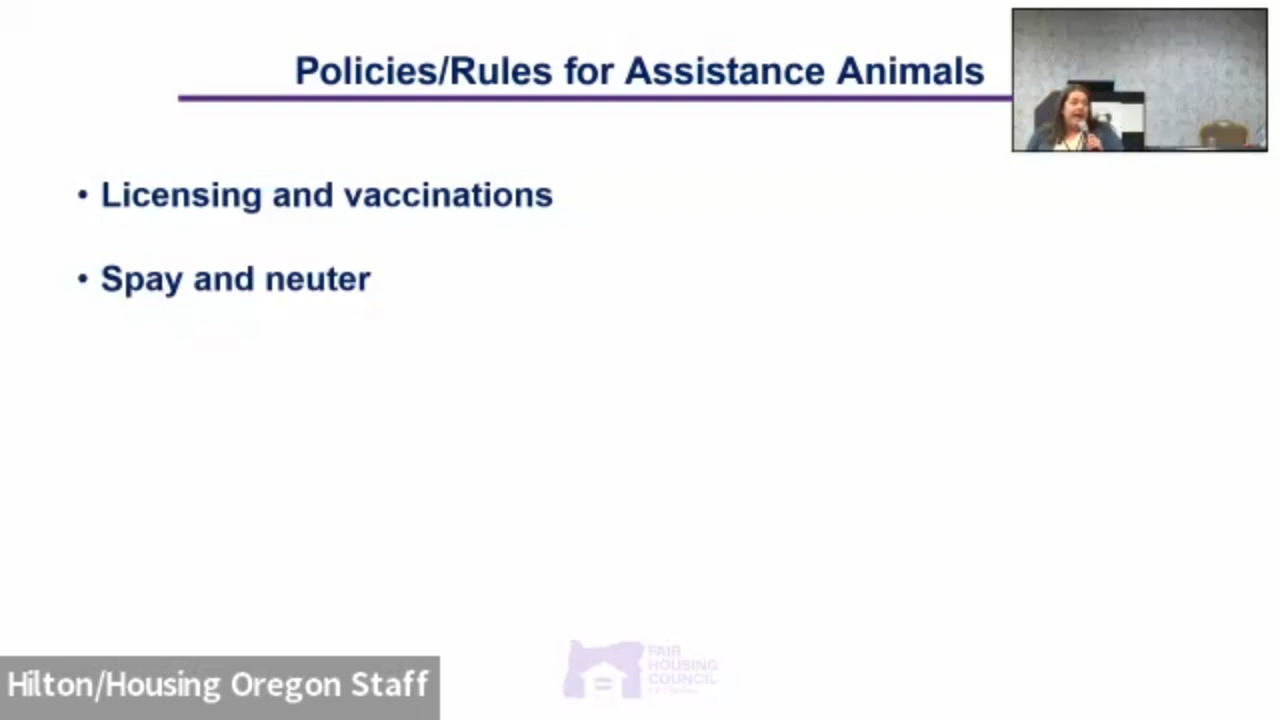 Policies/Rules for Assistance Animals
• Licensing and vaccinations
• Spay and neuter
FAIR
HOUSING
COUNCIL
Hilton/Housing Oregon Staff